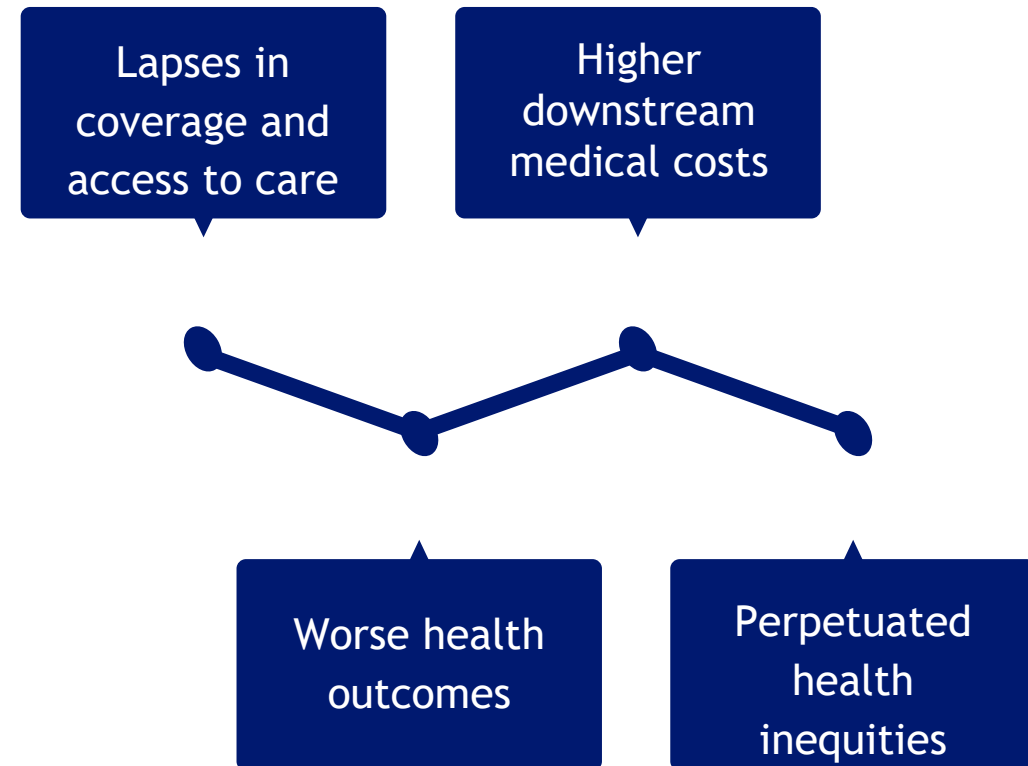 Lapses in
coverage and
access to care
Higher
downstream
medical costs
Worse health
outcomes
Perpetuated
health
inequities